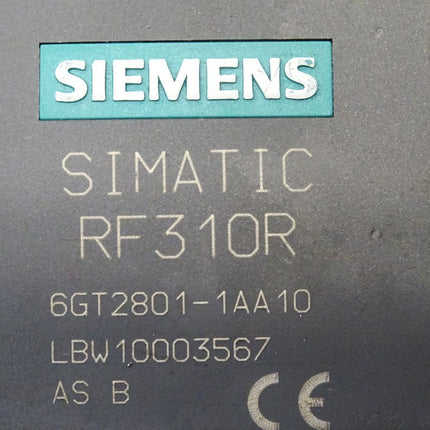 SIEMENS
SIMATIC
RF310R
6GT2801-1AA10
LBW10003567
AS B CE